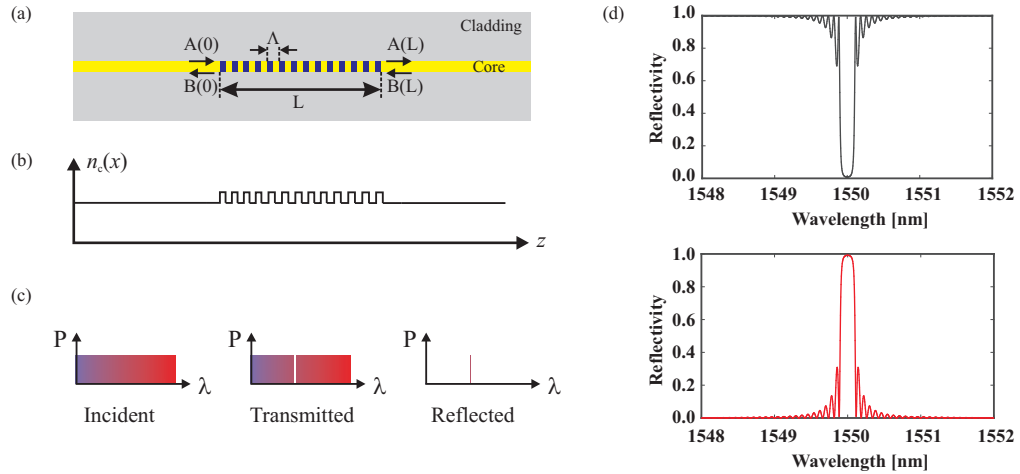 (a)
Cladding
A(0)
Λ
A(L)
Core
B(0)
B(L)
L
(b)
n_c(x)
z
(c)
P
λ
Incident
P
λ
Transmitted
P
λ
Reflected
(d)
1.0
0.8
0.6
0.4
0.2
0.0
Reflectivity
1548 1549 1550 1551 1552
Wavelength [nm]
1.0
0.8
0.6
0.4
0.2
0.0
Reflectivity
1548 1549 1550 1551 1552
Wavelength [nm]